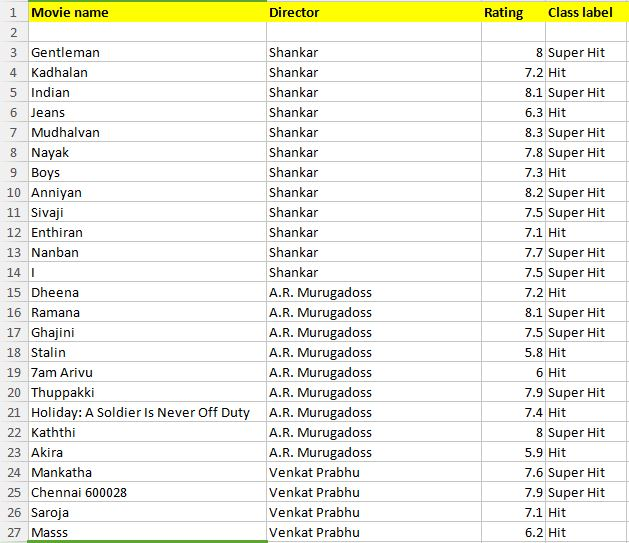 1 Movie name Director Rating Class label
2
3 Gentleman Shankar 8 Super Hit
4 Kadhalan Shankar 7.2 Hit
5 Indian Shankar 8.1 Super Hit
6 Jeans Shankar 6.3 Hit
7 Mudhalvan Shankar 8.3 Super Hit
8 Nayak Shankar 7.8 Super Hit
9 Boys Shankar 7.3 Hit
10 Anniyan Shankar 8.2 Super Hit
11 Sivaji Shankar 7.5 Super Hit
12 Enthiran Shankar 7.1 Hit
13 Nanban Shankar 7.7 Super Hit
14 I Shankar 7.5 Super Hit
15 Dheena A.R. Murugadoss 7.2 Hit
16 Ramana A.R. Murugadoss 8.1 Super Hit
17 Ghajini A.R. Murugadoss 7.5 Super Hit
18 Stalin A.R. Murugadoss 5.8 Hit
19 7am Arivu A.R. Murugadoss 6 Hit
20 Thuppakki A.R. Murugadoss 7.9 Super Hit
21 Holiday: A Soldier Is Never Off Duty A.R. Murugadoss 7.4 Hit
22 Kaththi A.R. Murugadoss 8 Super Hit
23 Akira A.R. Murugadoss 5.9 Hit
24 Mankatha Venkat Prabhu 7.6 Super Hit
25 Chennai 600028 Venkat Prabhu 7.9 Super Hit
26 Saroja Venkat Prabhu 7.1 Hit
27 Masss Venkat Prabhu 6.2 Hit